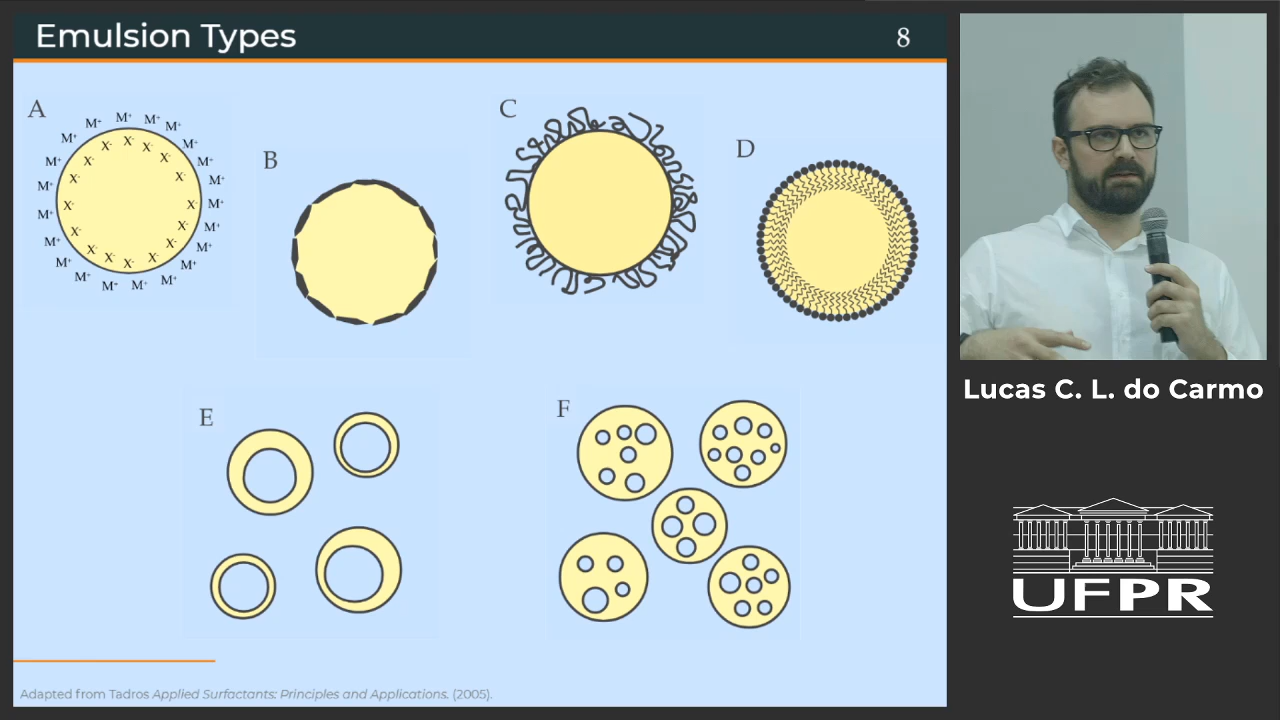 Emulsion Types
8
A
M⁺ M⁺ M⁺ M⁺ M⁺ M⁺ M⁺ M⁺ M⁺ M⁺ M⁺ M⁺ M⁺ M⁺ M⁺ M⁺ M⁺ M⁺ M⁺ M⁺ M⁺
X⁻ X⁻ X⁻ X⁻ X⁻ X⁻ X⁻ X⁻ X⁻ X⁻ X⁻ X⁻ X⁻ X⁻ X⁻ X⁻
B
C
D
E
F
Adapted from Tadros Applied Surfactants: Principles and Applications. (2005).
Lucas C. L. do Carmo
UFPR